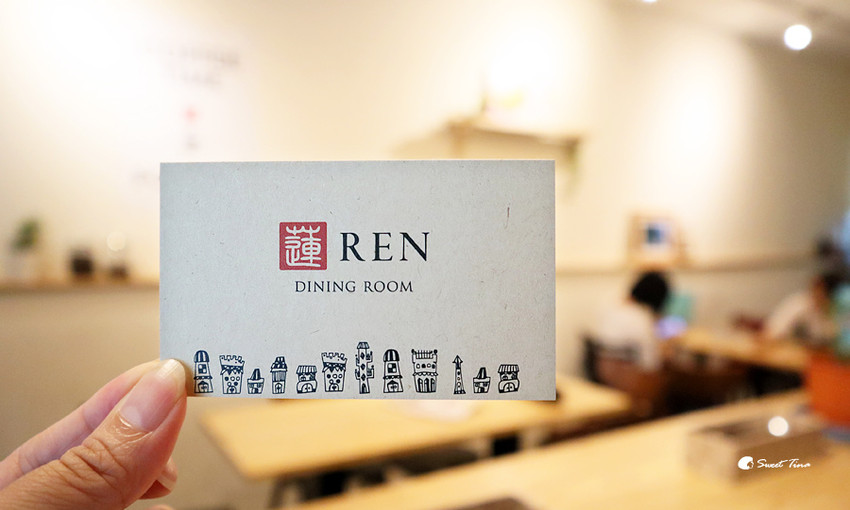 蓮 REN
DINING ROOM
Sweet Tina